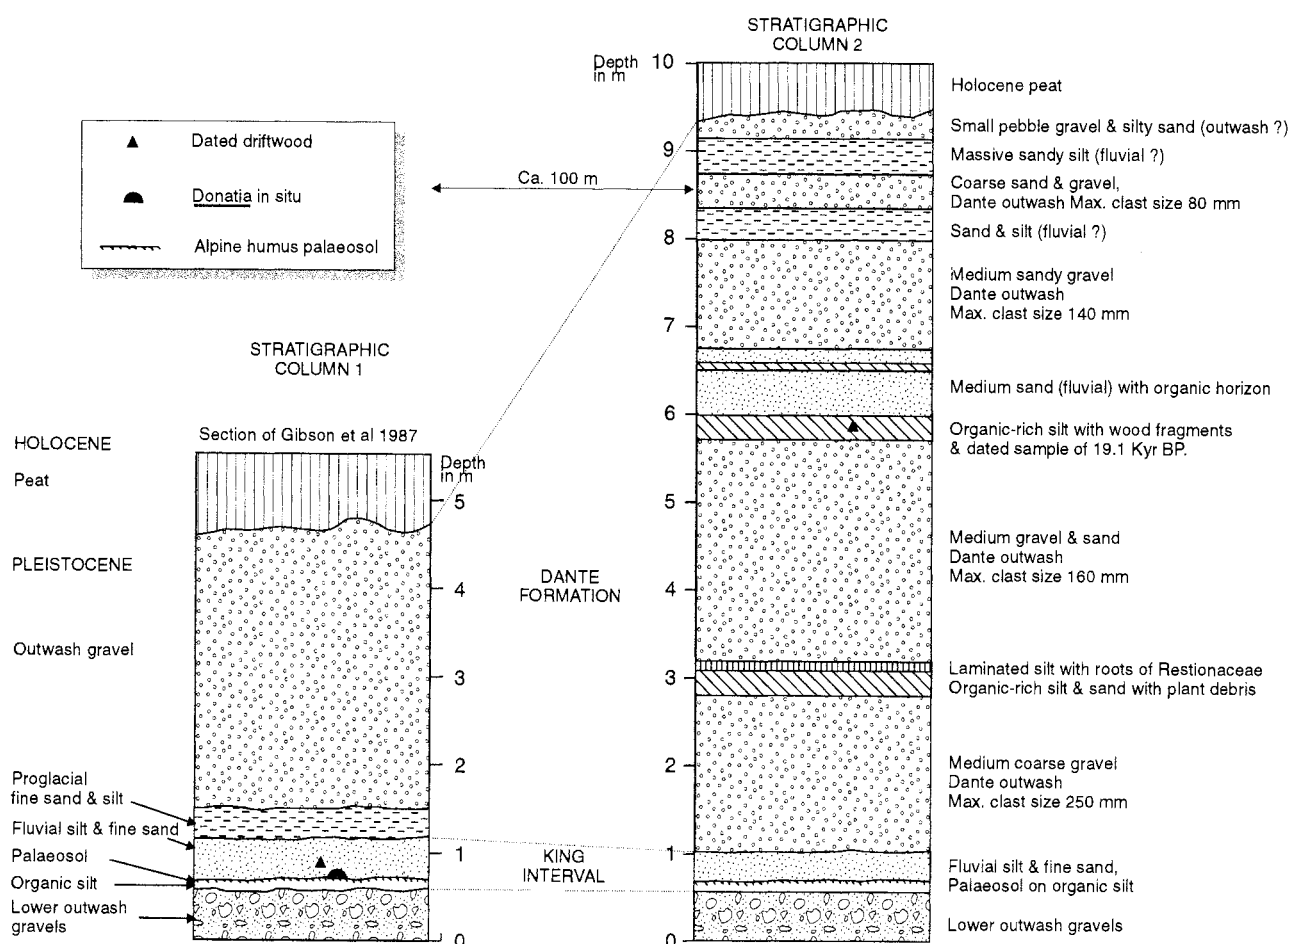 STRATIGRAPHIC
COLUMN 2
Depth
in m
10
9
8
7
6
5
4
3
2
1
0
Holocene peat
Small pebble gravel & silty sand (outwash ?)
Massive sandy silt (fluvial ?)
Coarse sand & gravel,
Dante outwash Max. clast size 80 mm
Sand & silt (fluvial ?)
Medium sandy gravel
Dante outwash
Max. clast size 140 mm
Medium sand (fluvial) with organic horizon
Organic-rich silt with wood fragments
& dated sample of 19.1 Kyr BP.
Medium gravel & sand
Dante outwash
Max. clast size 160 mm
Laminated silt with roots of Restionaceae
Organic-rich silt & sand with plant debris
Medium coarse gravel
Dante outwash
Max. clast size 250 mm
Fluvial silt & fine sand,
Palaeosol on organic silt
Lower outwash gravels
Dated driftwood
Donatia in situ
Alpine humus palaeosol
Ca. 100 m
STRATIGRAPHIC
COLUMN 1
Section of Gibson et al 1987
Depth
in m
5
4
3
2
1
0
HOLOCENE
Peat
PLEISTOCENE
Outwash gravel
Proglacial
fine sand & silt
Fluvial silt & fine sand
Palaeosol
Organic silt
Lower outwash
gravels
DANTE
FORMATION
KING
INTERVAL